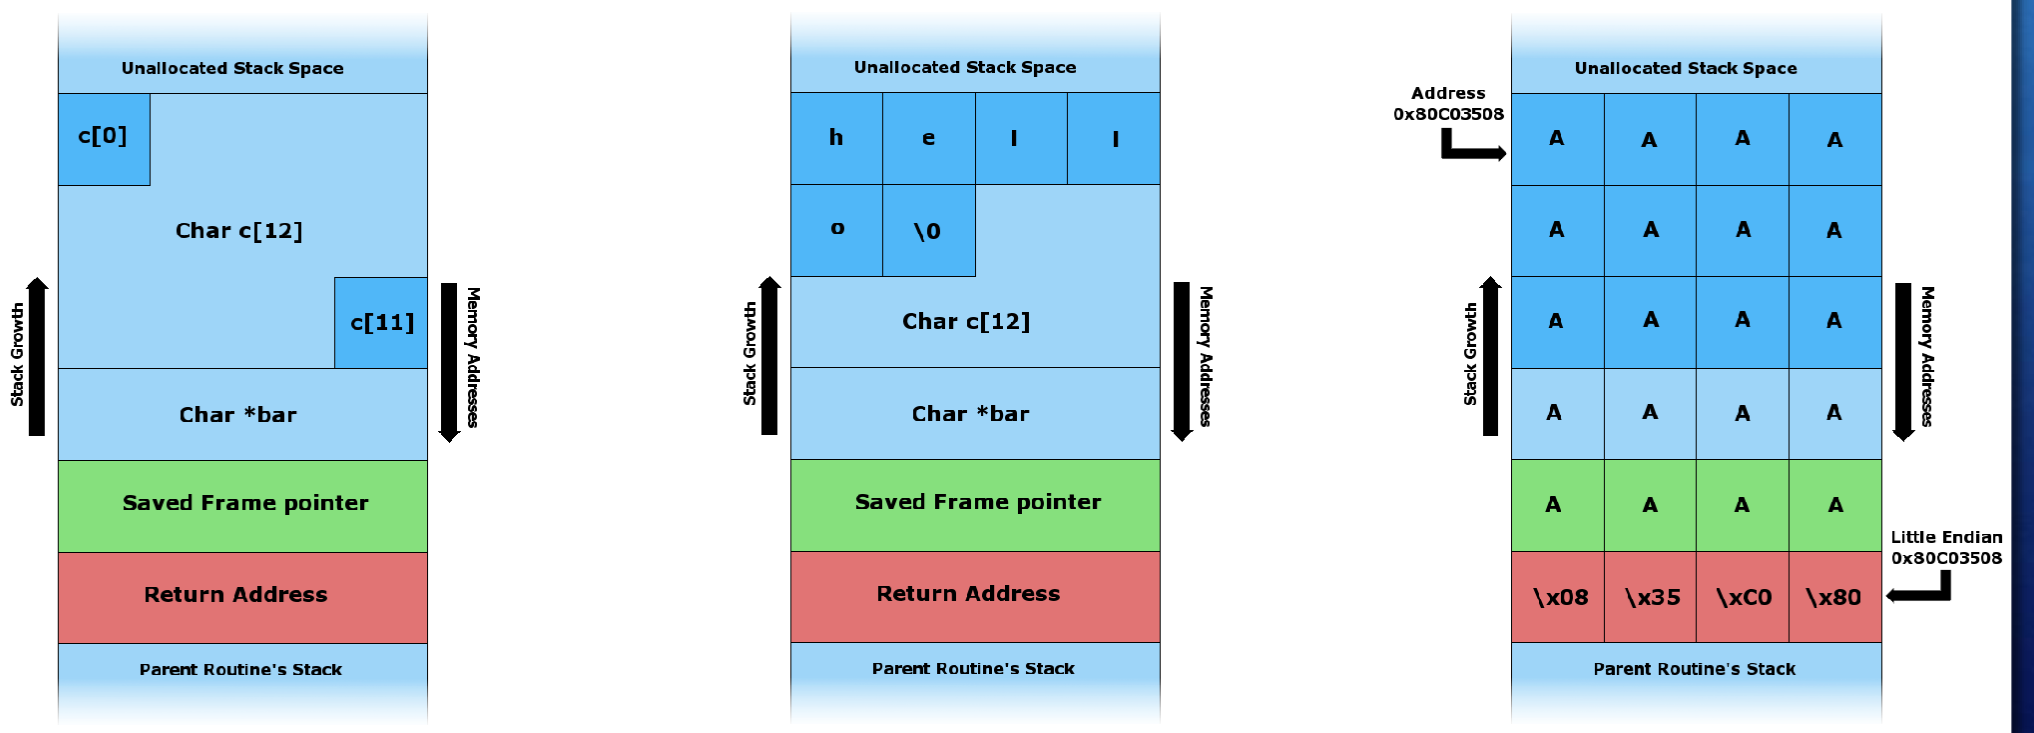 Unallocated Stack Space
c[0]
Char c[12]
c[11]
Stack Growth
Memory Addresses
Char *bar
Saved Frame pointer
Return Address
Parent Routine's Stack
Unallocated Stack Space
h e l l
o \0
Stack Growth
Memory Addresses
Char c[12]
Char *bar
Saved Frame pointer
Return Address
Parent Routine's Stack
Unallocated Stack Space
Address
0x80C03508
A A A A
A A A A
Stack Growth
Memory Addresses
A A A A
A A A A
A A A A
Little Endian
0x80C03508
\x08 \x35 \xC0 \x80
Parent Routine's Stack